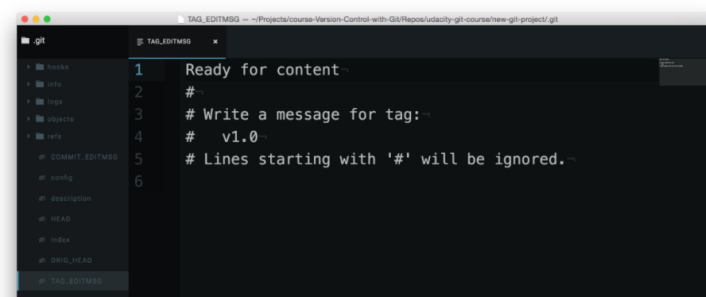 TAG_EDITMSG — ~/Projects/course-Version-Control-with-Git/Repos/udacity-git-course/new-git-project/.git
.git
TAG_EDITMSG ×
hooks
info
logs
objects
refs
COMMIT_EDITMSG
config
description
HEAD
index
ORIG_HEAD
TAG_EDITMSG
1 Ready for content¬
2 #¬
3 # Write a message for tag:¬
4 #   v1.0¬
5 # Lines starting with '#' will be ignored.¬
6